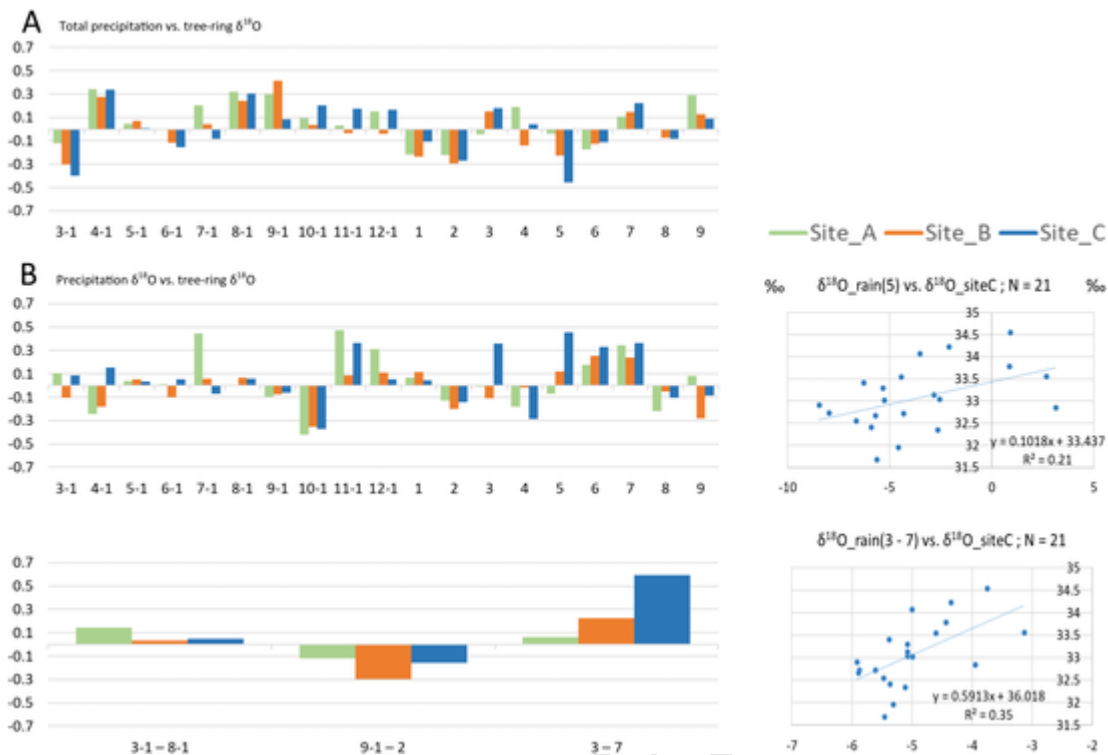 A Total precipitation vs. tree-ring δ¹⁸O
0.7
0.5
0.3
0.1
-0.1
-0.3
-0.5
-0.7
3-1 4-1 5-1 6-1 7-1 8-1 9-1 10-1 11-1 12-1 1 2 3 4 5 6 7 8 9
Site_A Site_B Site_C
B Precipitation δ¹⁸O vs. tree-ring δ¹⁸O
0.7
0.5
0.3
0.1
-0.1
-0.3
-0.5
-0.7
3-1 4-1 5-1 6-1 7-1 8-1 9-1 10-1 11-1 12-1 1 2 3 4 5 6 7 8 9
‰ δ¹⁸O_rain(5) vs. δ¹⁸O_siteC ; N = 21 ‰
35
34.5
34
33.5
33
32.5
32
31.5
y = 0.1018x + 33.437
R² = 0.21
-10 -5 0 5
0.7
0.5
0.3
0.1
-0.1
-0.3
-0.5
-0.7
3-1 – 8-1 9-1 – 2 3 – 7
δ¹⁸O_rain(3 - 7) vs. δ¹⁸O_siteC ; N = 21
35
34.5
34
33.5
33
32.5
32
31.5
31
y = 0.5913x + 36.018
R² = 0.35
-7 -6 -5 -4 -3 -2 -1